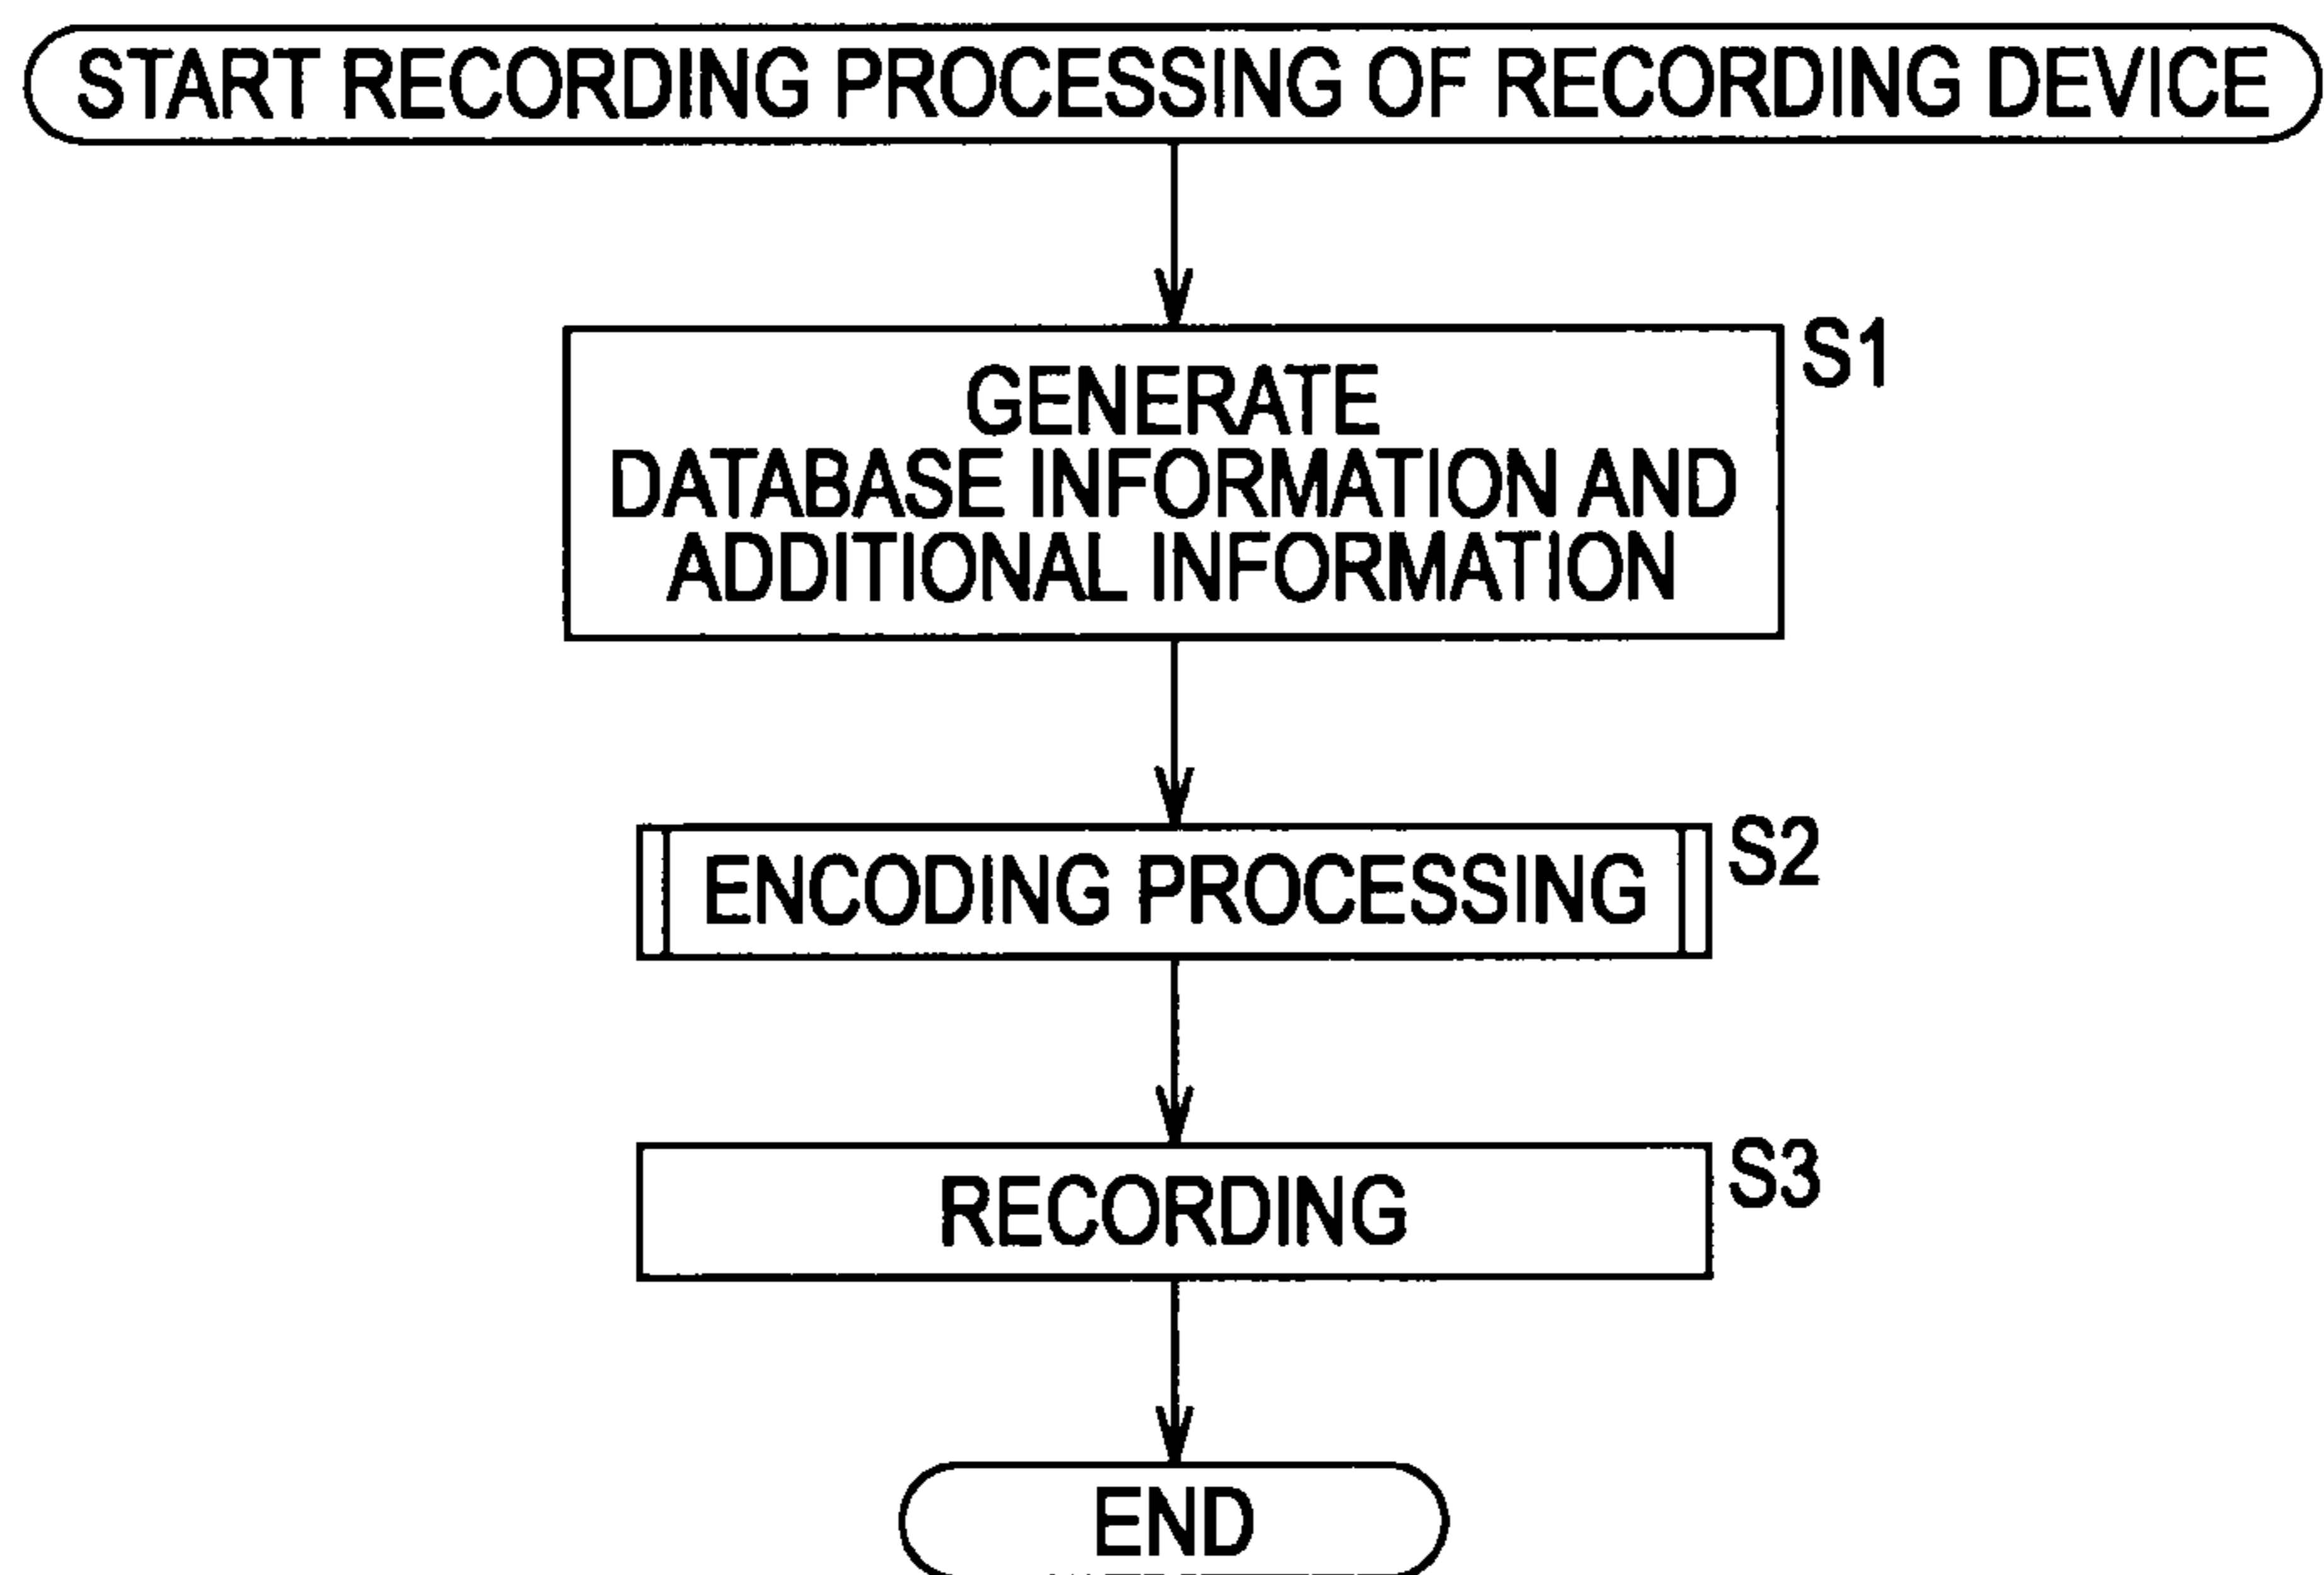 START RECORDING PROCESSING OF RECORDING DEVICE
S1
GENERATE
DATABASE INFORMATION AND
ADDITIONAL INFORMATION
S2
ENCODING PROCESSING
S3
RECORDING
END